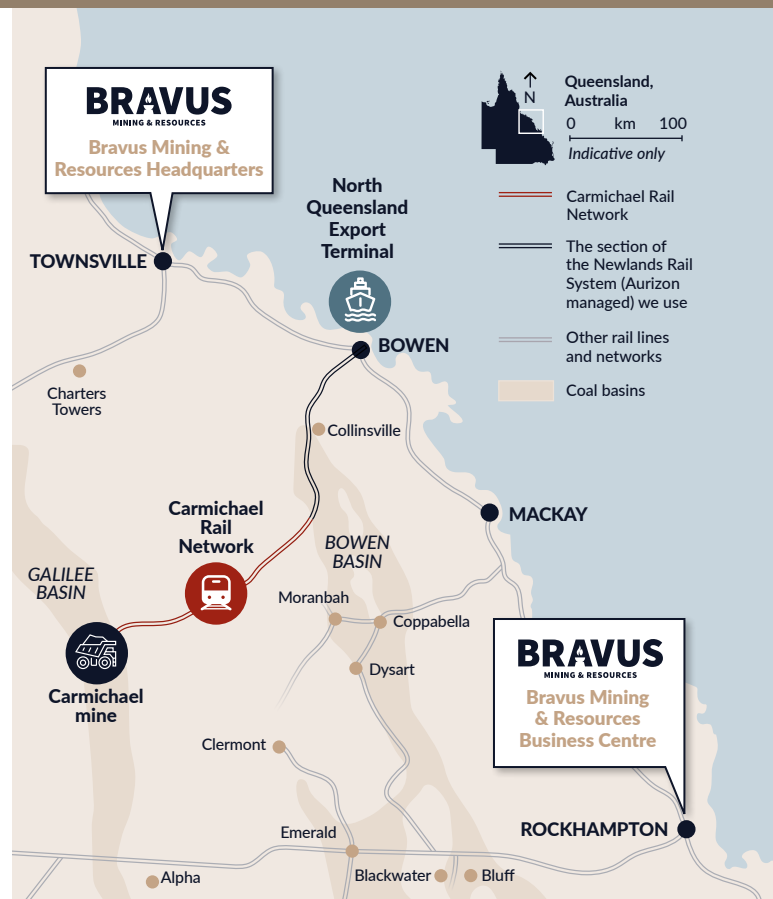 BRAVUS
MINING & RESOURCES
Bravus Mining &
Resources Headquarters
N
Queensland,
Australia
0 km 100
Indicative only
Carmichael Rail
Network
The section of
the Newlands Rail
System (Aurizon
managed) we use
Other rail lines
and networks
Coal basins
North
Queensland
Export
Terminal
TOWNSVILLE
BOWEN
Charters
Towers
Collinsville
Carmichael
Rail
Network
MACKAY
BOWEN
BASIN
GALILEE
BASIN
Moranbah
Coppabella
Dysart
Carmichael
mine
BRAVUS
MINING & RESOURCES
Bravus Mining
& Resources
Business Centre
Clermont
Emerald
ROCKHAMPTON
Alpha
Blackwater
Bluff